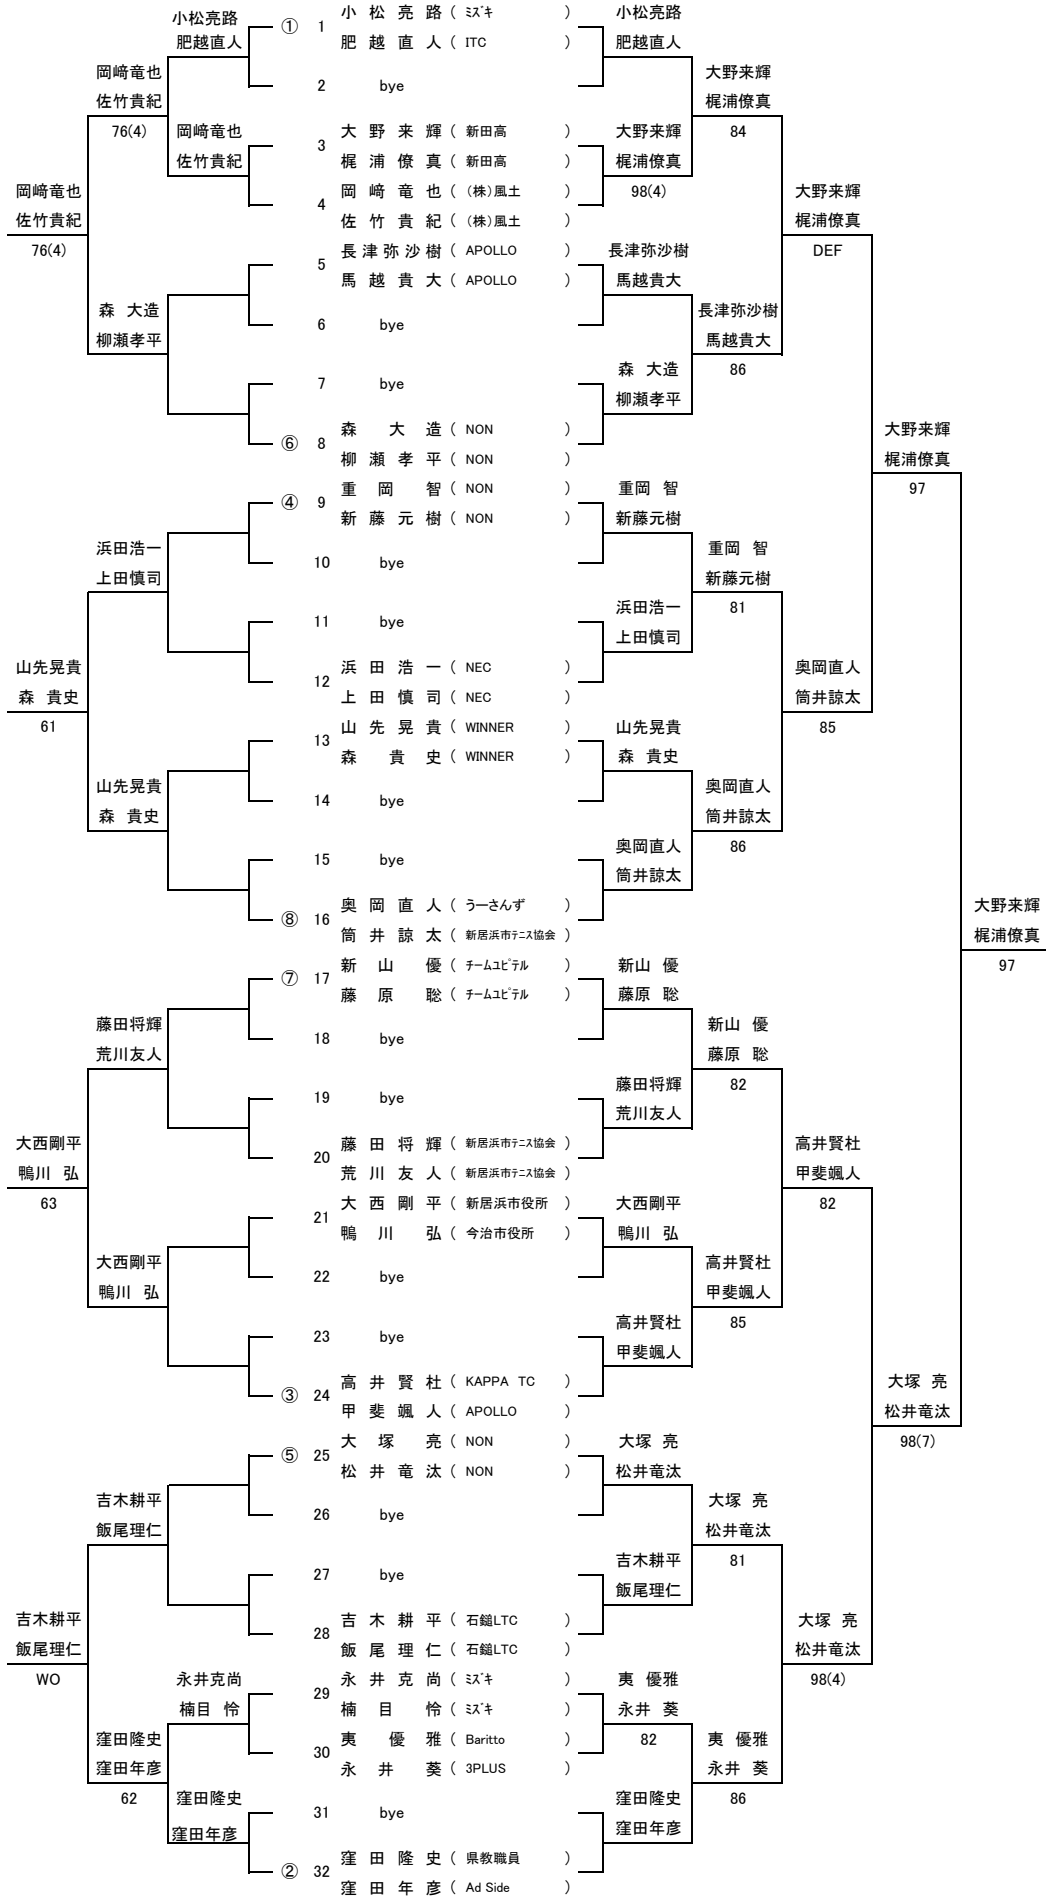 小松亮路
肥越直人
岡﨑竜也
佐竹貴紀
76(4)
岡﨑竜也
佐竹貴紀
岡﨑竜也
佐竹貴紀
76(4)
森 大造
柳瀬孝平
浜田浩一
上田慎司
山先晃貴
森 貴史
61
山先晃貴
森 貴史
藤田将輝
荒川友人
大西剛平
鴨川 弘
63
大西剛平
鴨川 弘
吉木耕平
飯尾理仁
吉木耕平
飯尾理仁
WO
永井克尚
楠目 怜
窪田隆史
窪田年彦
62
窪田隆史
窪田年彦
① 1 小松亮路 ( ミズキ )
肥越直人 ( ITC )
2 bye
3 大野来輝 ( 新田高 )
梶浦僚真 ( 新田高 )
4 岡﨑竜也 ( (株)風土 )
佐竹貴紀 ( (株)風土 )
5 長津弥沙樹 ( APOLLO )
馬越貴大 ( APOLLO )
6 bye
7 bye
⑥ 8 森 大造 ( NON )
柳瀬孝平 ( NON )
④ 9 重岡 智 ( NON )
新藤元樹 ( NON )
10 bye
11 bye
12 浜田浩一 ( NEC )
上田慎司 ( NEC )
13 山先晃貴 ( WINNER )
森 貴史 ( WINNER )
14 bye
15 bye
⑧ 16 奥岡直人 ( うーさんず )
筒井諒太 ( 新居浜市テニス協会 )
⑦ 17 新山 優 ( チームユピテル )
藤原 聡 ( チームユピテル )
18 bye
19 bye
20 藤田将輝 ( 新居浜市テニス協会 )
荒川友人 ( 新居浜市テニス協会 )
21 大西剛平 ( 新居浜市役所 )
鴨川 弘 ( 今治市役所 )
22 bye
23 bye
③ 24 高井賢杜 ( KAPPA TC )
甲斐颯人 ( APOLLO )
⑤ 25 大塚 亮 ( NON )
松井竜汰 ( NON )
26 bye
27 bye
28 吉木耕平 ( 石鎚LTC )
飯尾理仁 ( 石鎚LTC )
29 永井克尚 ( ミズキ )
楠目 怜 ( ミズキ )
30 夷 優雅 ( Baritto )
永井 葵 ( 3PLUS )
31 bye
② 32 窪田隆史 ( 県教職員 )
窪田年彦 ( Ad Side )
小松亮路
肥越直人
大野来輝
梶浦僚真
84
大野来輝
梶浦僚真
98(4)
大野来輝
梶浦僚真
DEF
長津弥沙樹
馬越貴大
長津弥沙樹
馬越貴大
86
森 大造
柳瀬孝平
大野来輝
梶浦僚真
97
重岡 智
新藤元樹
重岡 智
新藤元樹
81
浜田浩一
上田慎司
奥岡直人
筒井諒太
85
山先晃貴
森 貴史
奥岡直人
筒井諒太
86
奥岡直人
筒井諒太
大野来輝
梶浦僚真
97
新山 優
藤原 聡
新山 優
藤原 聡
82
藤田将輝
荒川友人
高井賢杜
甲斐颯人
82
大西剛平
鴨川 弘
高井賢杜
甲斐颯人
85
高井賢杜
甲斐颯人
大塚 亮
松井竜汰
98(7)
大塚 亮
松井竜汰
大塚 亮
松井竜汰
81
吉木耕平
飯尾理仁
大塚 亮
松井竜汰
98(4)
夷 優雅
永井 葵
82
夷 優雅
永井 葵
86
窪田隆史
窪田年彦